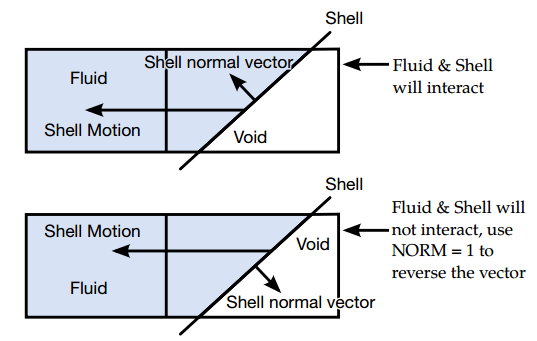 Shell
Shell normal vector
Fluid
Fluid & Shell
will interact
Shell Motion
Void
Shell
Fluid & Shell will
not interact, use
NORM = 1 to
reverse the vector
Shell Motion
Void
Fluid
Shell normal vector